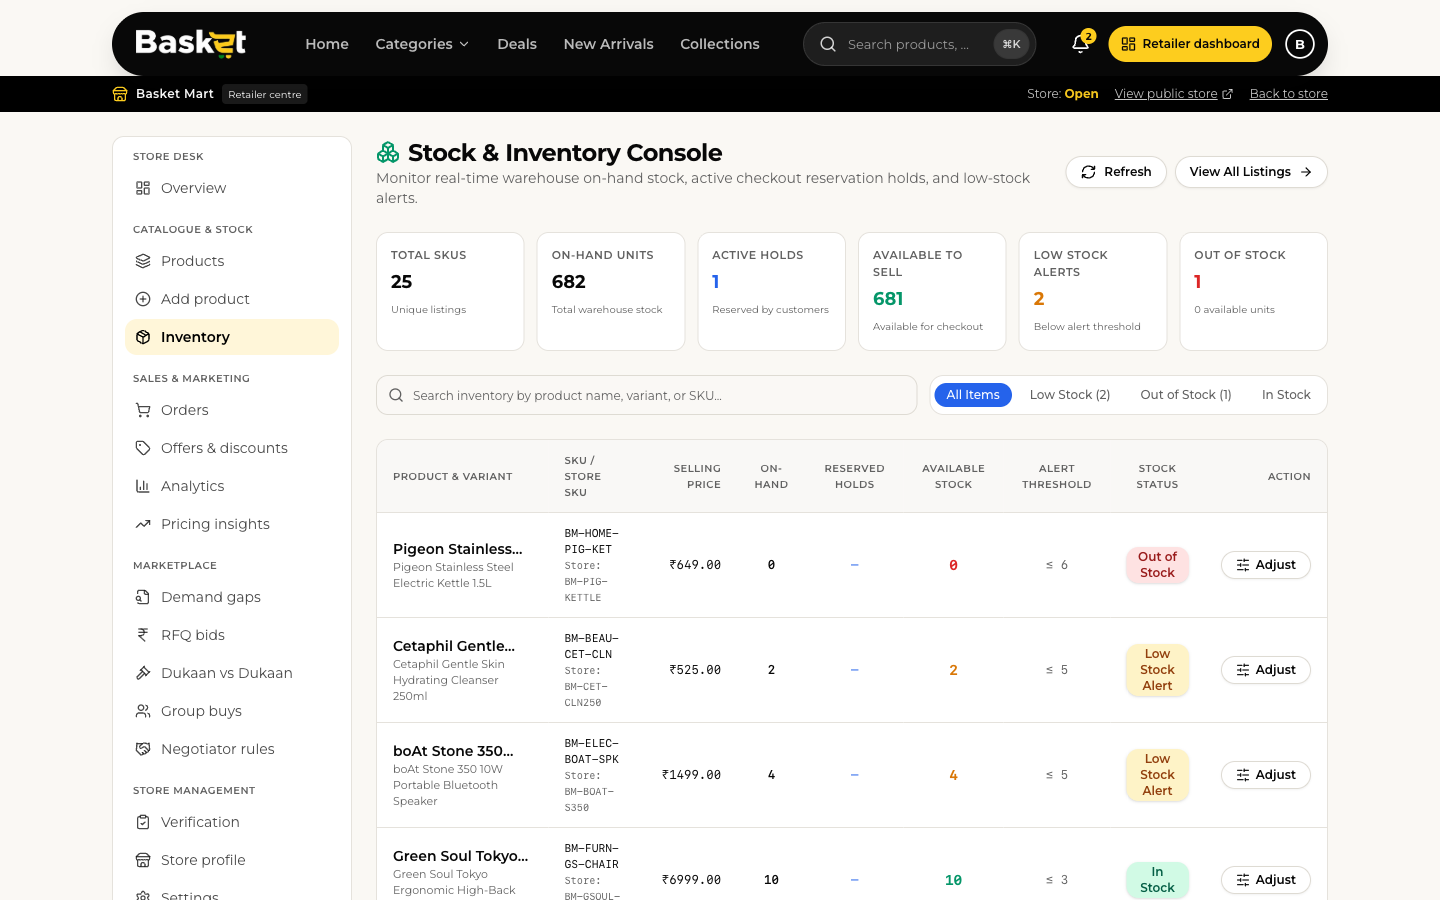 Basket
Home
Categories
Deals
New Arrivals
Collections
Search products, ...
⌘K
2
Retailer dashboard
B
Basket Mart
Retailer centre
Store: Open
View public store
Back to store
STORE DESK
Overview
CATALOGUE & STOCK
Products
Add product
Inventory
SALES & MARKETING
Orders
Offers & discounts
Analytics
Pricing insights
MARKETPLACE
Demand gaps
RFQ bids
Dukaan vs Dukaan
Group buys
Negotiator rules
STORE MANAGEMENT
Verification
Store profile
Settings
Stock & Inventory Console
Monitor real-time warehouse on-hand stock, active checkout reservation holds, and low-stock
alerts.
Refresh
View All Listings
TOTAL SKUS
25
Unique listings
ON-HAND UNITS
682
Total warehouse stock
ACTIVE HOLDS
1
Reserved by customers
AVAILABLE TO
SELL
681
Available for checkout
LOW STOCK
ALERTS
2
Below alert threshold
OUT OF STOCK
1
0 available units
Search inventory by product name, variant, or SKU...
All Items
Low Stock (2)
Out of Stock (1)
In Stock
PRODUCT & VARIANT
SKU /
STORE
SKU
SELLING
PRICE
ON-
HAND
RESERVED
HOLDS
AVAILABLE
STOCK
ALERT
THRESHOLD
STOCK
STATUS
ACTION
Pigeon Stainless...
Pigeon Stainless Steel
Electric Kettle 1.5L
BM-HOME-
PIG-KET
Store:
BM-PIG-
KETTLE
₹649.00
0
—
0
≤ 6
Out of
Stock
Adjust
Cetaphil Gentle...
Cetaphil Gentle Skin
Hydrating Cleanser
250ml
BM-BEAU-
CET-CLN
Store:
BM-CET-
CLN250
₹525.00
2
—
2
≤ 5
Low
Stock
Alert
Adjust
boAt Stone 350...
boAt Stone 350 10W
Portable Bluetooth
Speaker
BM-ELEC-
BOAT-SPK
Store:
BM-BOAT-
S350
₹1499.00
4
—
4
≤ 5
Low
Stock
Alert
Adjust
Green Soul Tokyo...
Green Soul Tokyo
Ergonomic High-Back
BM-FURN-
GS-CHAIR
Store:
BM-GSOUL-
₹6999.00
10
—
10
≤ 3
In
Stock
Adjust